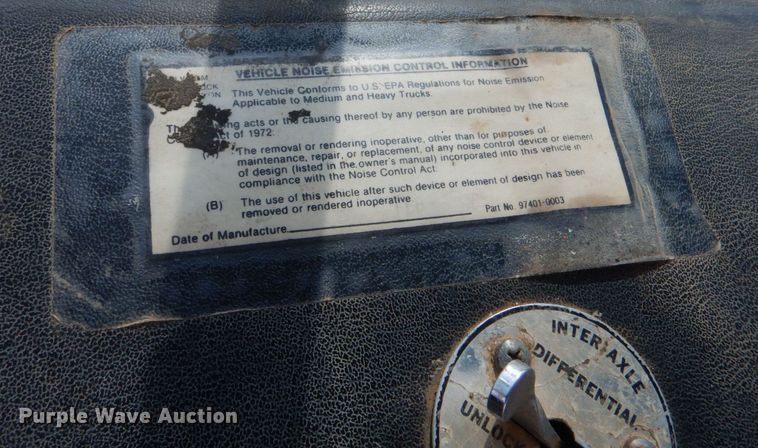 VEHICLE NOISE EMISSION CONTROL INFORMATION
This Vehicle Conforms to U.S. EPA Regulations for Noise Emission
Applicable to Medium and Heavy Trucks.
acts or the causing thereof by any person are prohibited by the Noise
of 1972:
The removal or rendering inoperative, other than for purposes of
maintenance, repair, or replacement, of any noise control device or element
of design (listed in the owner's manual) incorporated into this vehicle in
compliance with the Noise Control Act
(B) The use of this vehicle after such device or element of design has been
removed or rendered inoperative
Part No. 97401-0003
Date of Manufacture
INTER AXLE
DIFFERENTIAL
UNLOCK
Purple Wave Auction